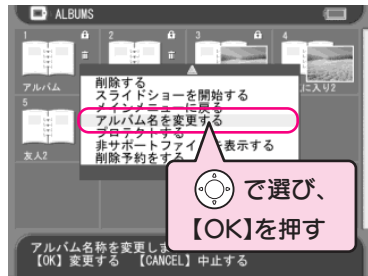 ALBUMS
1 2 3 4
アルバム に入り2
5
友人2
削除する
スライドショーを開始する
メインメニューに戻る
アルバム名を変更する
プロテクトする
非サポートファイ を表示する
削除予約をする
で選び、
【OK】を押す
アルバム名称を変更しま
【OK】変更する 【CANCEL】中止する